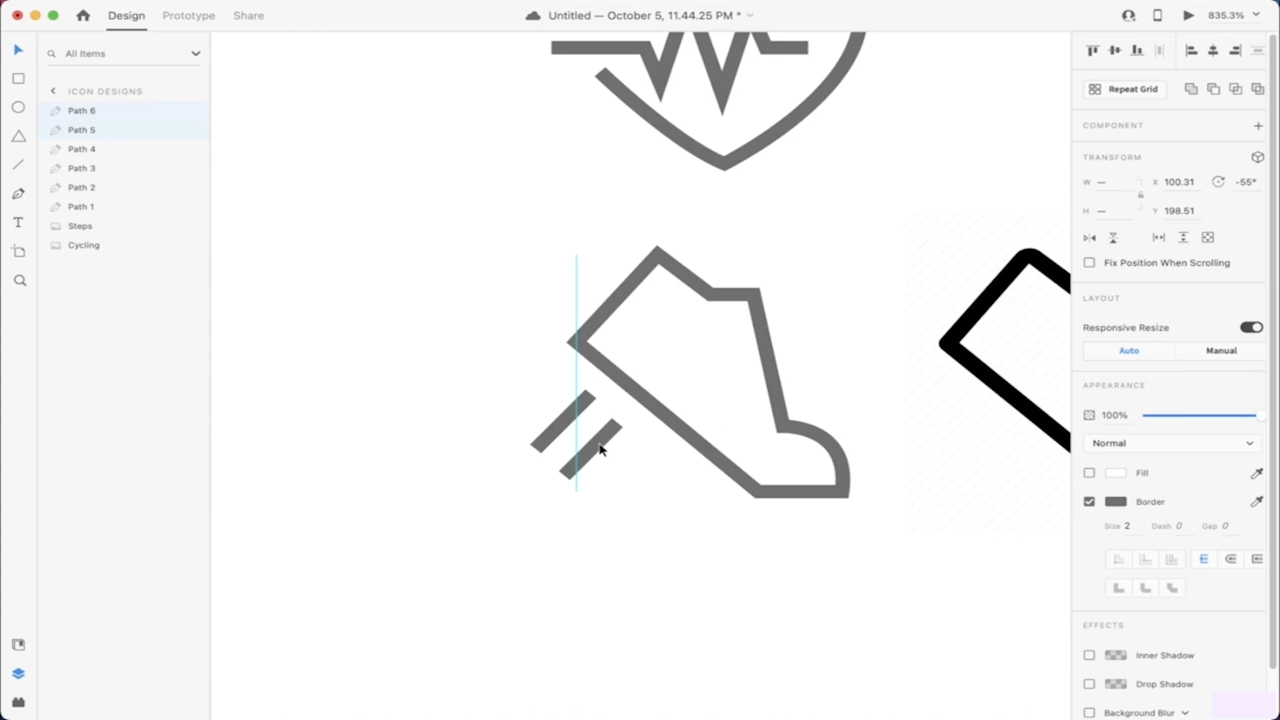 Design Prototype Share Untitled — October 5, 11.44.25 PM * 835.3%
All Items
ICON DESIGNS
Path 6
Path 5
Path 4
Path 3
Path 2
Path 1
Steps
Cycling
Repeat Grid
COMPONENT
TRANSFORM
W — X 100.31 -55°
H — Y 198.51
Fix Position When Scrolling
LAYOUT
Responsive Resize
Auto Manual
APPEARANCE
100%
Normal
Fill
Border
Size 2 Dash 0 Gap 0
EFFECTS
Inner Shadow
Drop Shadow
Background Blur